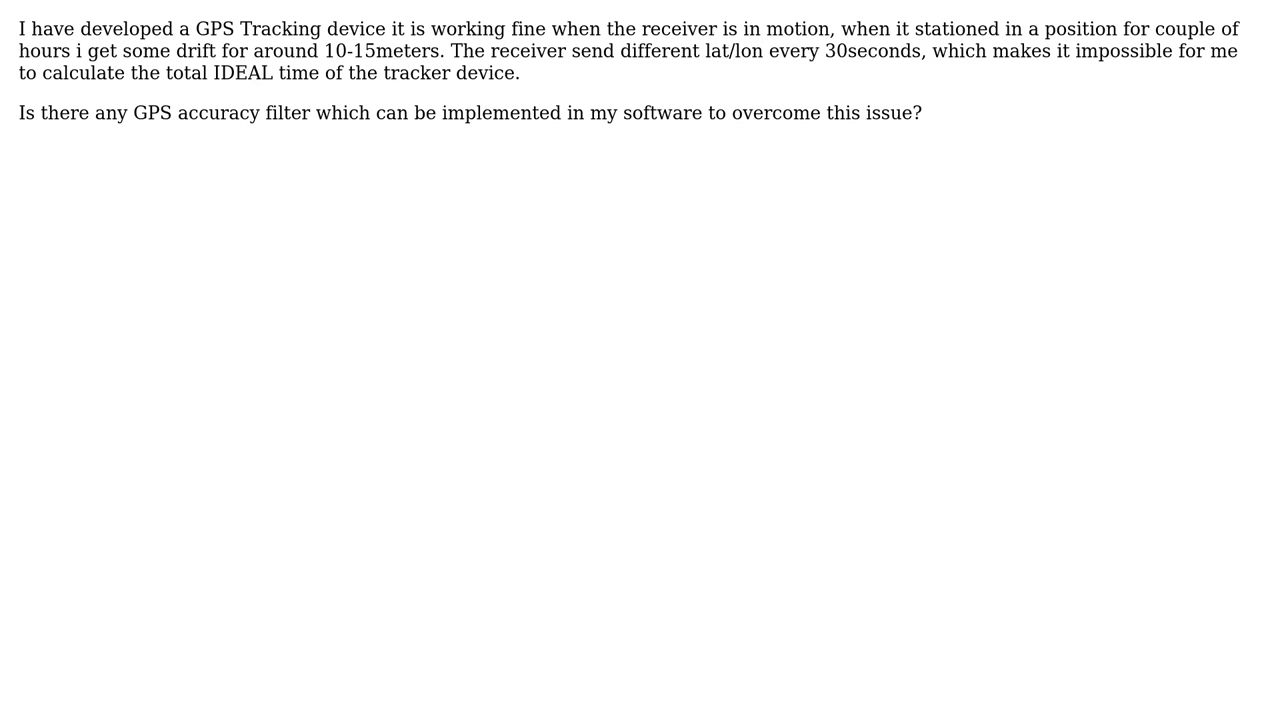 I have developed a GPS Tracking device it is working fine when the receiver is in motion, when it stationed in a position for couple of
hours i get some drift for around 10-15meters. The receiver send different lat/lon every 30seconds, which makes it impossible for me
to calculate the total IDEAL time of the tracker device.
Is there any GPS accuracy filter which can be implemented in my software to overcome this issue?